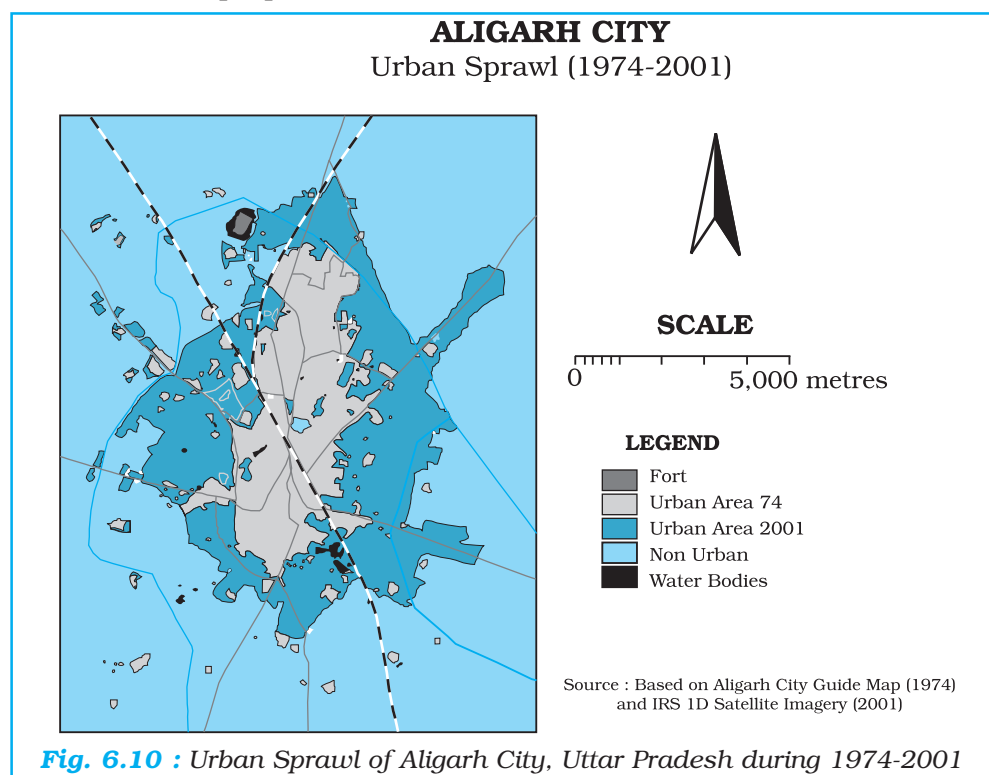 ALIGARH CITY
Urban Sprawl (1974-2001)
SCALE
0 5,000 metres
LEGEND
Fort
Urban Area 74
Urban Area 2001
Non Urban
Water Bodies
Source : Based on Aligarh City Guide Map (1974)
and IRS 1D Satellite Imagery (2001)
Fig. 6.10 : Urban Sprawl of Aligarh City, Uttar Pradesh during 1974-2001